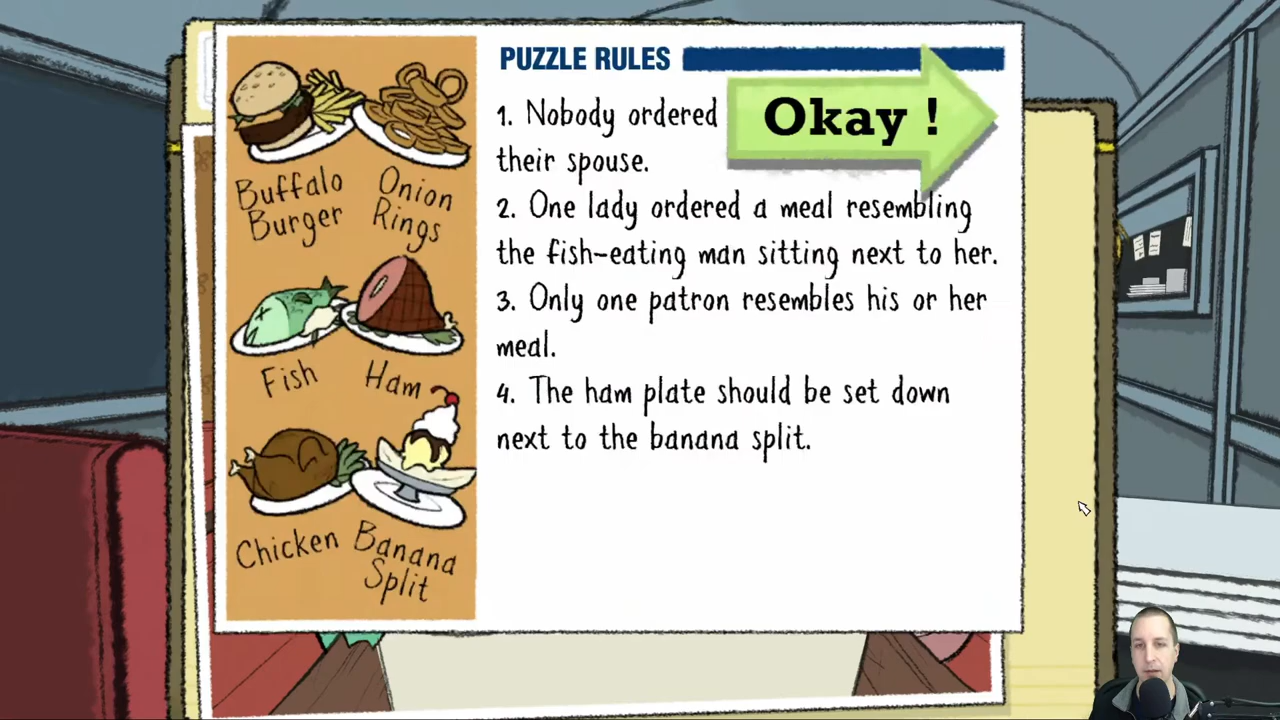 PUZZLE RULES
Okay !
1. Nobody ordered
their spouse.
2. One lady ordered a meal resembling
the fish-eating man sitting next to her.
3. Only one patron resembles his or her
meal.
4. The ham plate should be set down
next to the banana split.
Buffalo
Burger
Onion
Rings
Fish
Ham
Chicken
Banana
Split